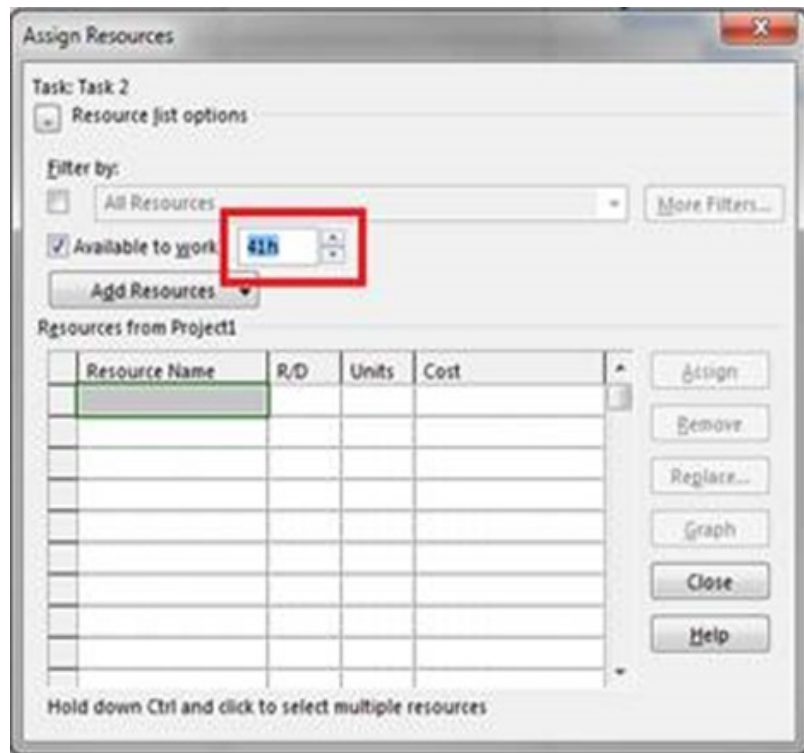 Assign Resources
Task: Task 2
Resource list options
Filter by:
All Resources
More Filters...
Available to work
41h
Add Resources
Resources from Project1
Resource Name R/D Units Cost
Assign
Remove
Replace...
Graph
Close
Help
Hold down Ctrl and click to select multiple resources